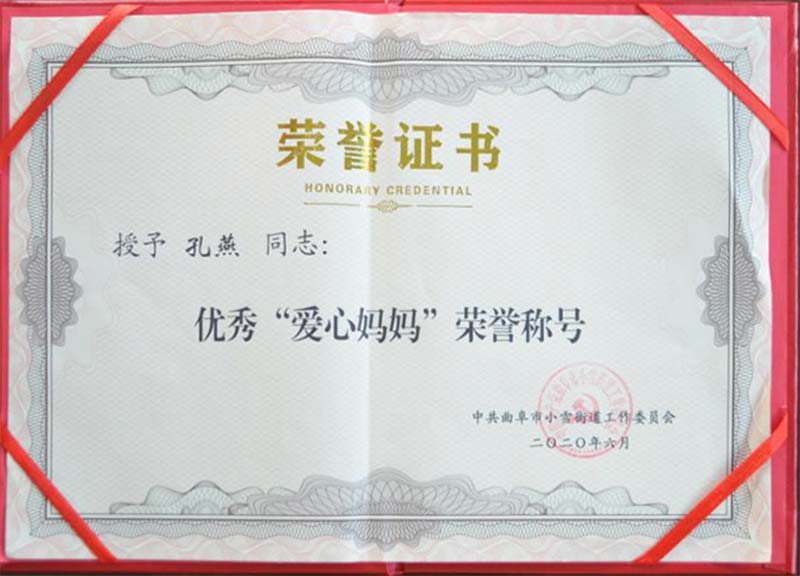 荣誉证书
HONORARY CREDENTIAL
授予 孔燕 同志:
优秀“爱心妈妈”荣誉称号
中共曲阜市小雪街道工作委员会
二〇二〇年六月